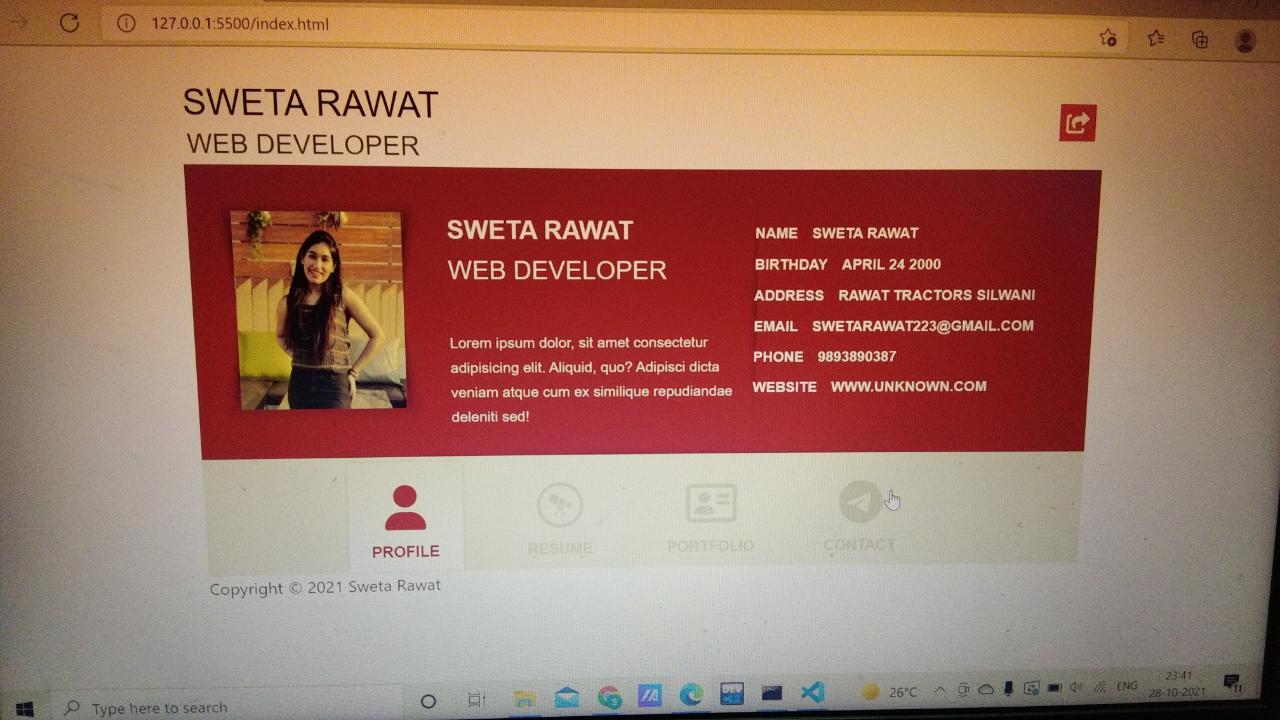 127.0.0.1:5500/index.html
SWETA RAWAT
WEB DEVELOPER
SWETA RAWAT
WEB DEVELOPER
Lorem ipsum dolor, sit amet consectetur
adipisicing elit. Aliquid, quo? Adipisci dicta
veniam atque cum ex similique repudiandae
deleniti sed!
NAME SWETA RAWAT
BIRTHDAY APRIL 24 2000
ADDRESS RAWAT TRACTORS SILWANI
EMAIL SWETARAWAT223@GMAIL.COM
PHONE 9893890387
WEBSITE WWW.UNKNOWN.COM
PROFILE RESUME PORTFOLIO CONTACT
Copyright © 2021 Sweta Rawat
Type here to search
DEV
26°C
ENG
23:41
28-10-2021
11